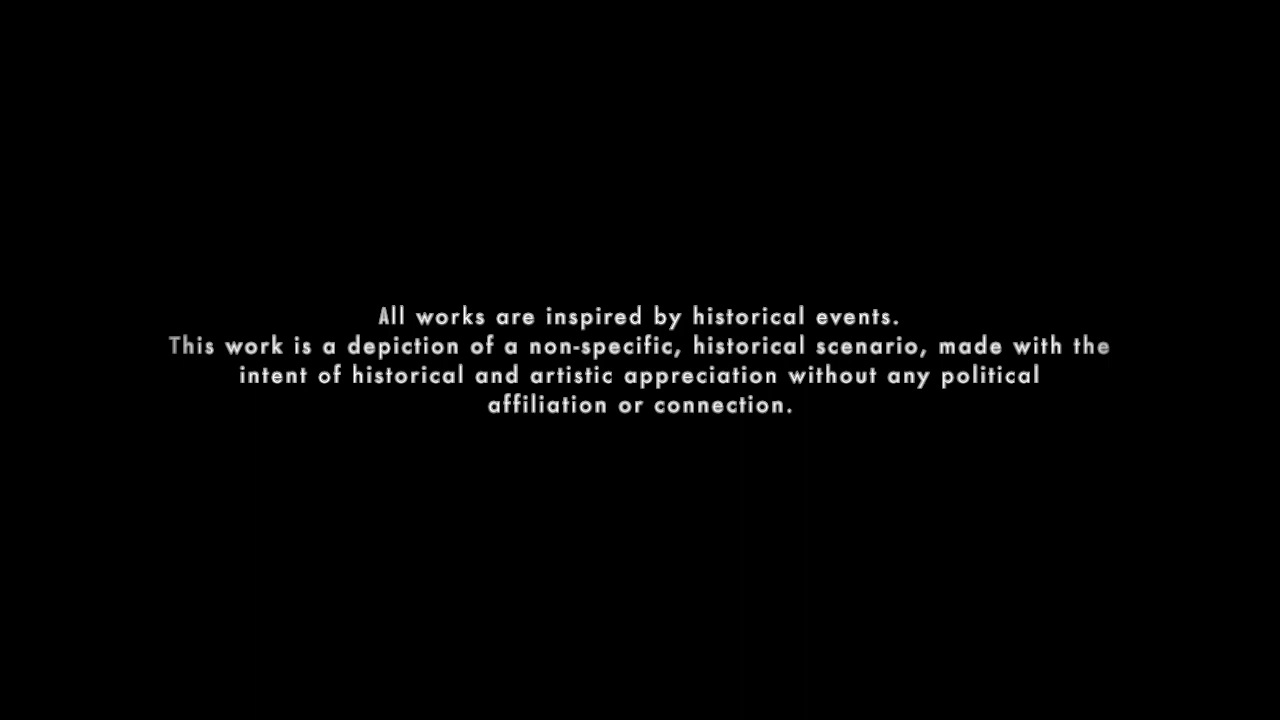 All works are inspired by historical events.
This work is a depiction of a non-specific, historical scenario, made with the
intent of historical and artistic appreciation without any political
affiliation or connection.